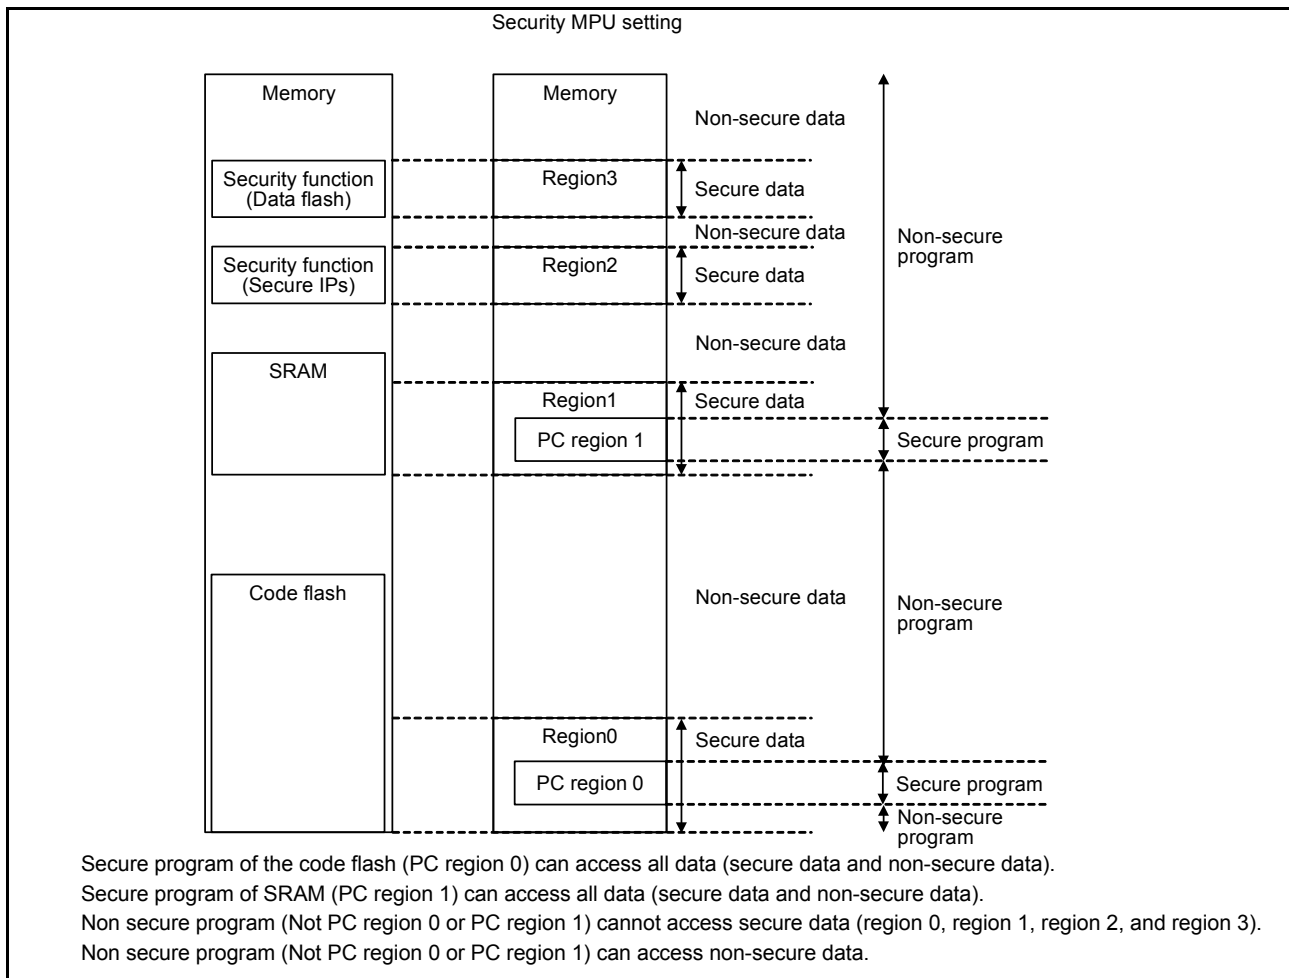 Security MPU setting
Memory
Memory
Non-secure data
Security function
(Data flash)
Region3
Secure data
Non-secure data
Non-secure
program
Security function
(Secure IPs)
Region2
Secure data
Non-secure data
SRAM
Region1
Secure data
PC region 1
Secure program
Code flash
Non-secure data
Non-secure
program
Region0
Secure data
PC region 0
Secure program
Non-secure
program
Secure program of the code flash (PC region 0) can access all data (secure data and non-secure data).
Secure program of SRAM (PC region 1) can access all data (secure data and non-secure data).
Non secure program (Not PC region 0 or PC region 1) cannot access secure data (region 0, region 1, region 2, and region 3).
Non secure program (Not PC region 0 or PC region 1) can access non-secure data.